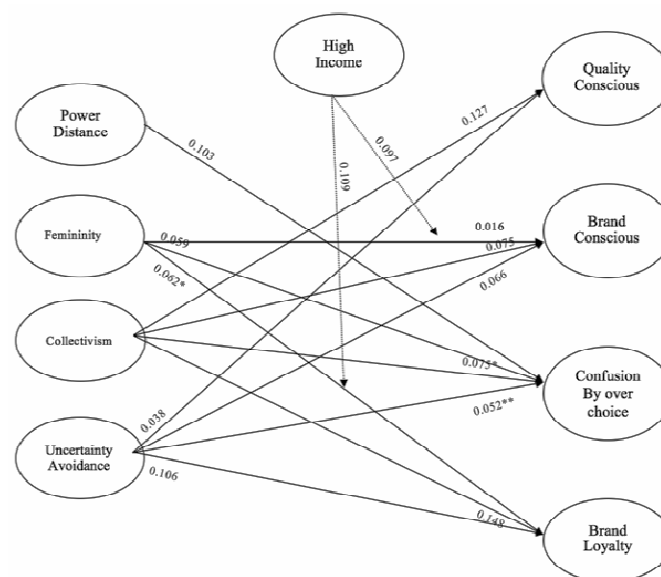 High
Income
Quality
Conscious
Power
Distance
0.127
0.103
0.097
0.109
Femininity
0.059
0.016
Brand
Conscious
0.075
0.062*
0.066
Collectivism
0.075*
Confusion
By over
choice
0.052**
0.038
Uncertainty
Avoidance
0.106
0.148
Brand
Loyalty